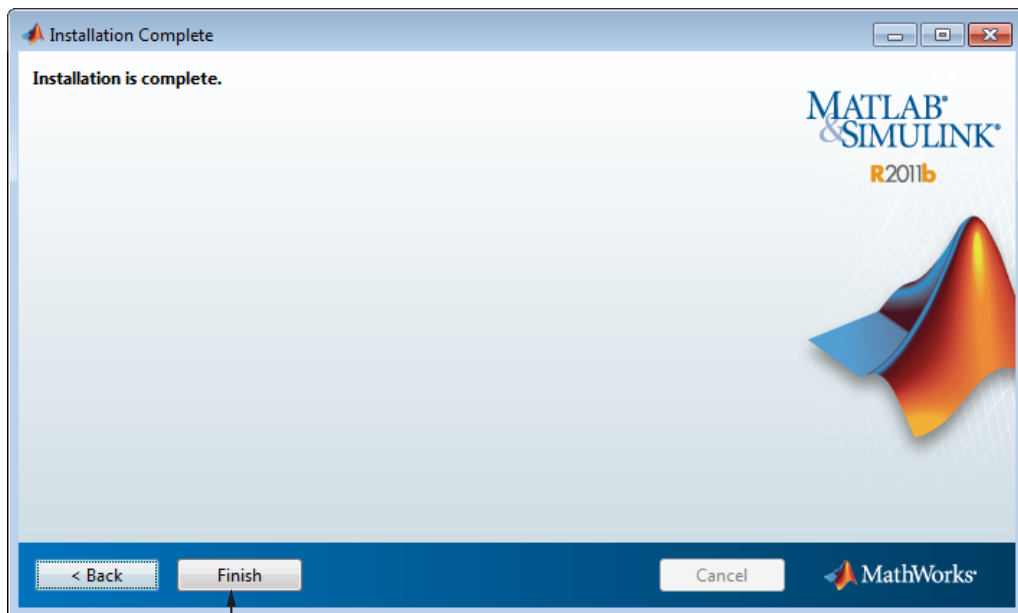 Installation Complete
Installation is complete.
MATLAB®
&SIMULINK®
R2011b
< Back
Finish
Cancel
MathWorks®